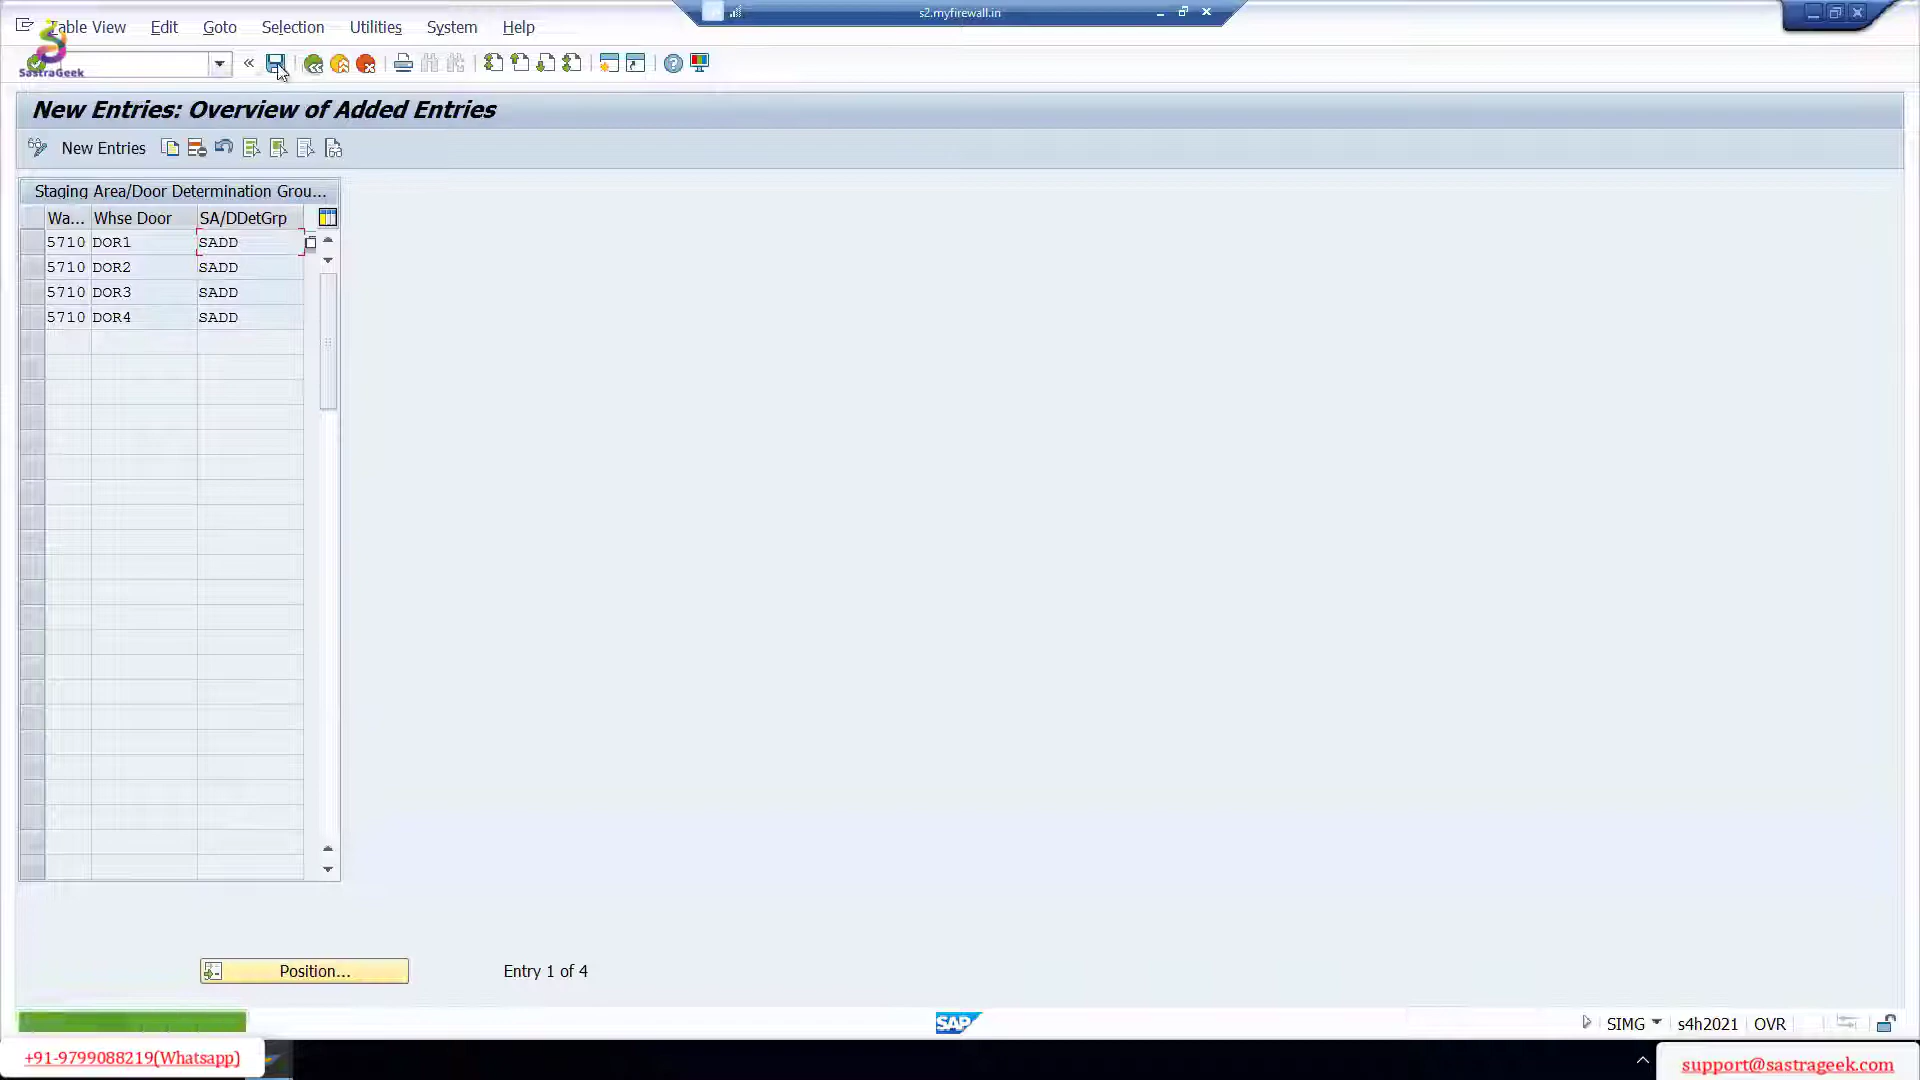 s2.myfirewall.in
Table View Edit Goto Selection Utilities System Help
SastraGeek
New Entries: Overview of Added Entries
New Entries
Staging Area/Door Determination Grou...
Wa... Whse Door SA/DDetGrp
5710 DOR1 SADD
5710 DOR2 SADD
5710 DOR3 SADD
5710 DOR4 SADD
Position... Entry 1 of 4
SAP SIMG s4h2021 OVR
+91-9799088219(Whatsapp)
support@sastrageek.com